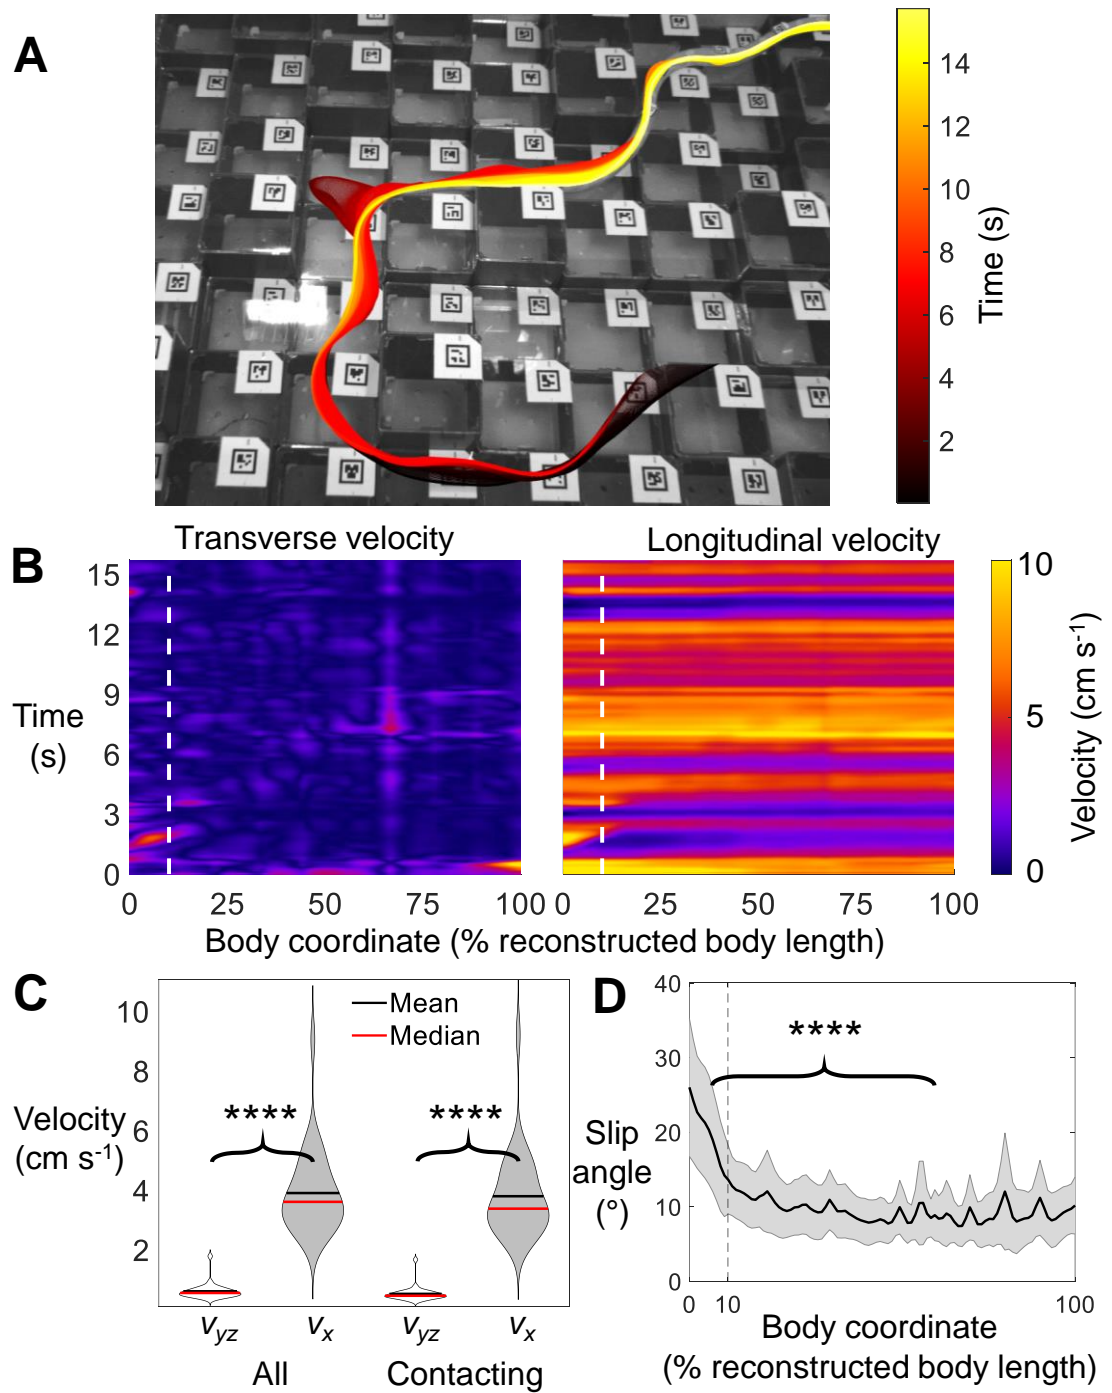 A
14
12
10
8
6
4
2
Time (s)
B
Transverse velocity
Longitudinal velocity
15
12
9
6
3
0
Time
(s)
0 25 50 75 100
0 25 50 75 100
10
5
0
Velocity (cm s-1)
Body coordinate (% reconstructed body length)
C
10
8
6
4
2
Velocity
(cm s-1)
Mean
Median
****
****
vyz vx vyz vx
All Contacting
D
40
30
20
10
0
Slip
angle
(°)
****
0 10 100
Body coordinate
(% reconstructed body length)